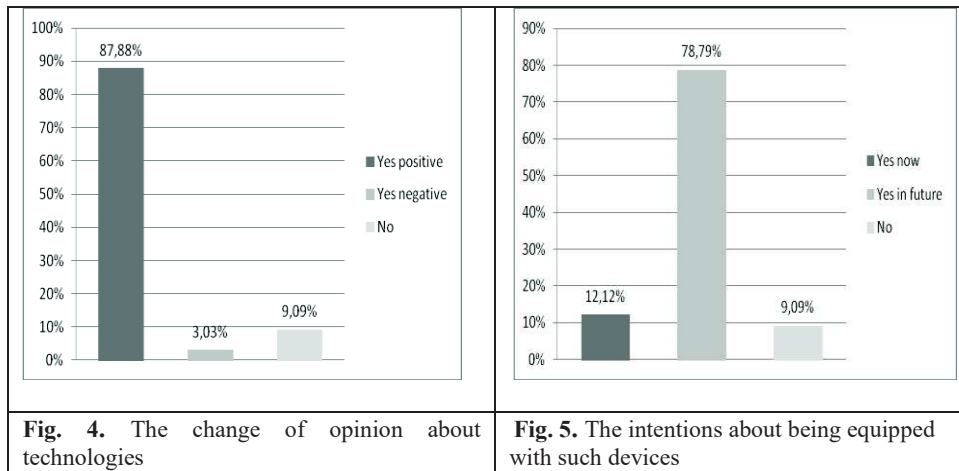 100%
90%
80%
70%
60%
50%
40%
30%
20%
10%
0%
87,88%
3,03%
9,09%
Yes positive
Yes negative
No
Fig. 4. The change of opinion about
technologies
90%
80%
70%
60%
50%
40%
30%
20%
10%
0%
12,12%
78,79%
9,09%
Yes now
Yes in future
No
Fig. 5. The intentions about being equipped
with such devices